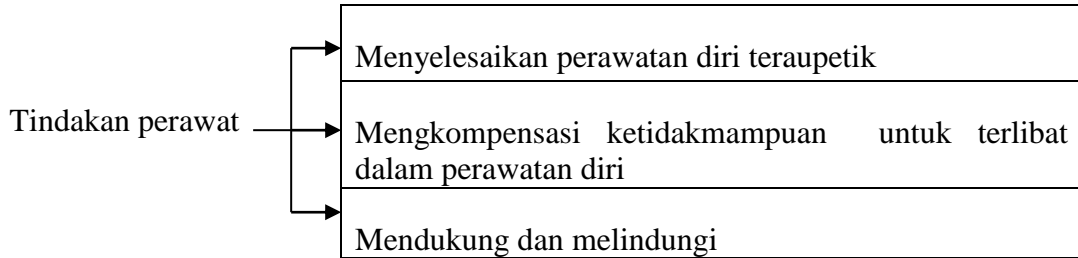 Menyelesaikan perawatan diri teraupetik
Tindakan perawat
Mengkompensasi ketidakmampuan untuk terlibat
dalam perawatan diri
Mendukung dan melindungi